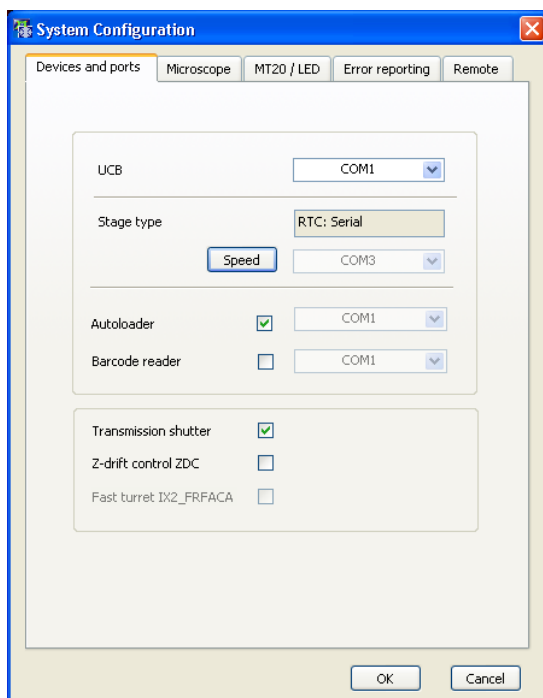 System Configuration
Devices and ports Microscope MT20 / LED Error reporting Remote
UCB COM1
Stage type RTC: Serial
Speed COM3
Autoloader COM1
Barcode reader COM1
Transmission shutter
Z-drift control ZDC
Fast turret IX2_FRFACA
OK Cancel